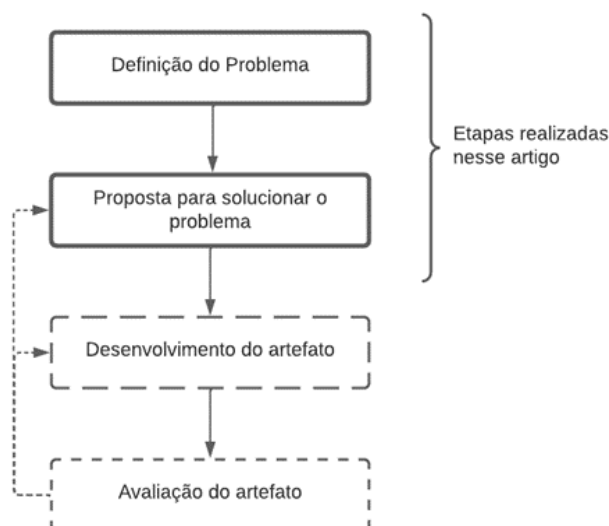 Definição do Problema
Etapas realizadas
nesse artigo
Proposta para solucionar o
problema
Desenvolvimento do artefato
Avaliação do artefato